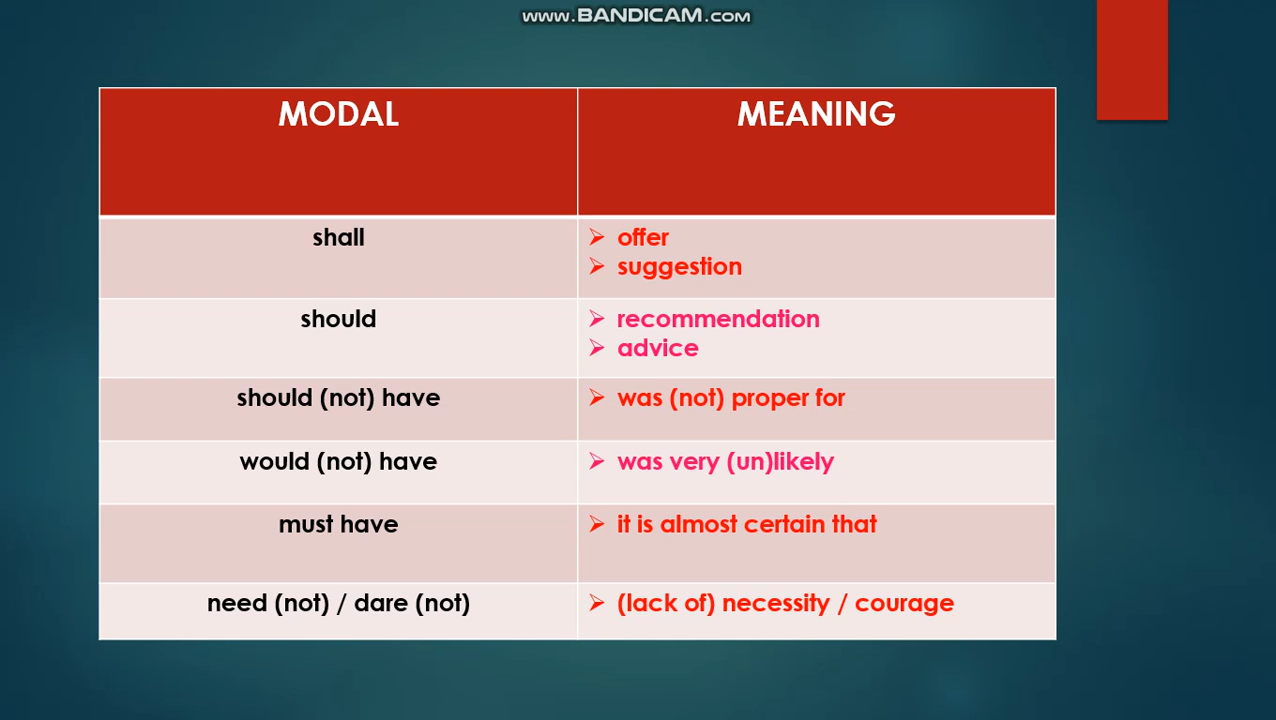 www.BANDICAM.com
MODAL
MEANING
shall
➢ offer
➢ suggestion
should
➢ recommendation
➢ advice
should (not) have
➢ was (not) proper for
would (not) have
➢ was very (un)likely
must have
➢ it is almost certain that
need (not) / dare (not)
➢ (lack of) necessity / courage